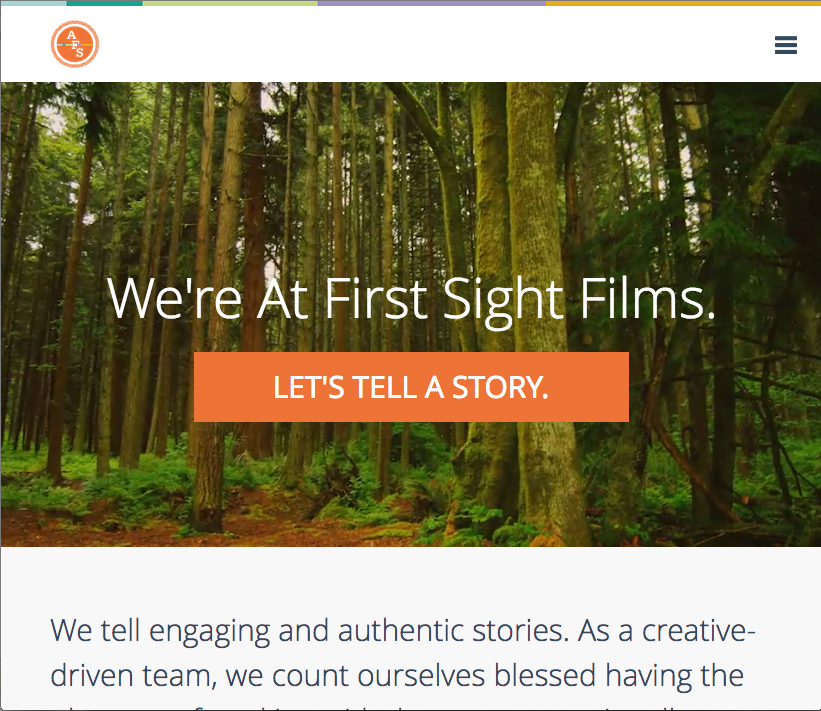 AFS
We're At First Sight Films.
LET'S TELL A STORY.
We tell engaging and authentic stories. As a creative-
driven team, we count ourselves blessed having the